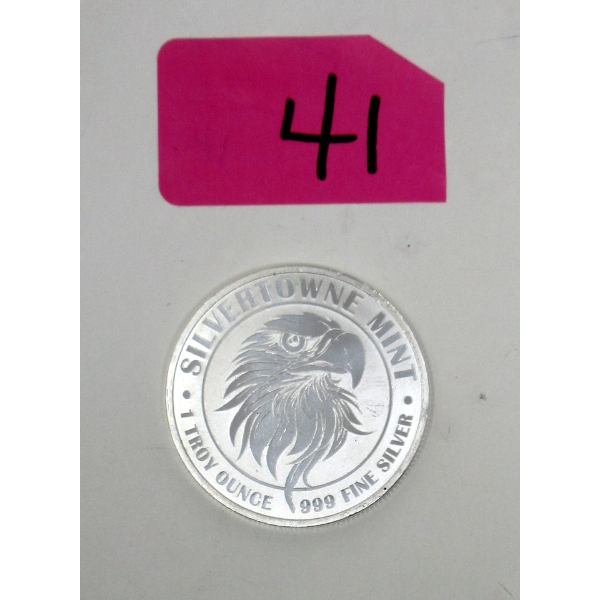 41
SILVERTOWNE MINT
• 1 TROY OUNCE 999 FINE SILVER •